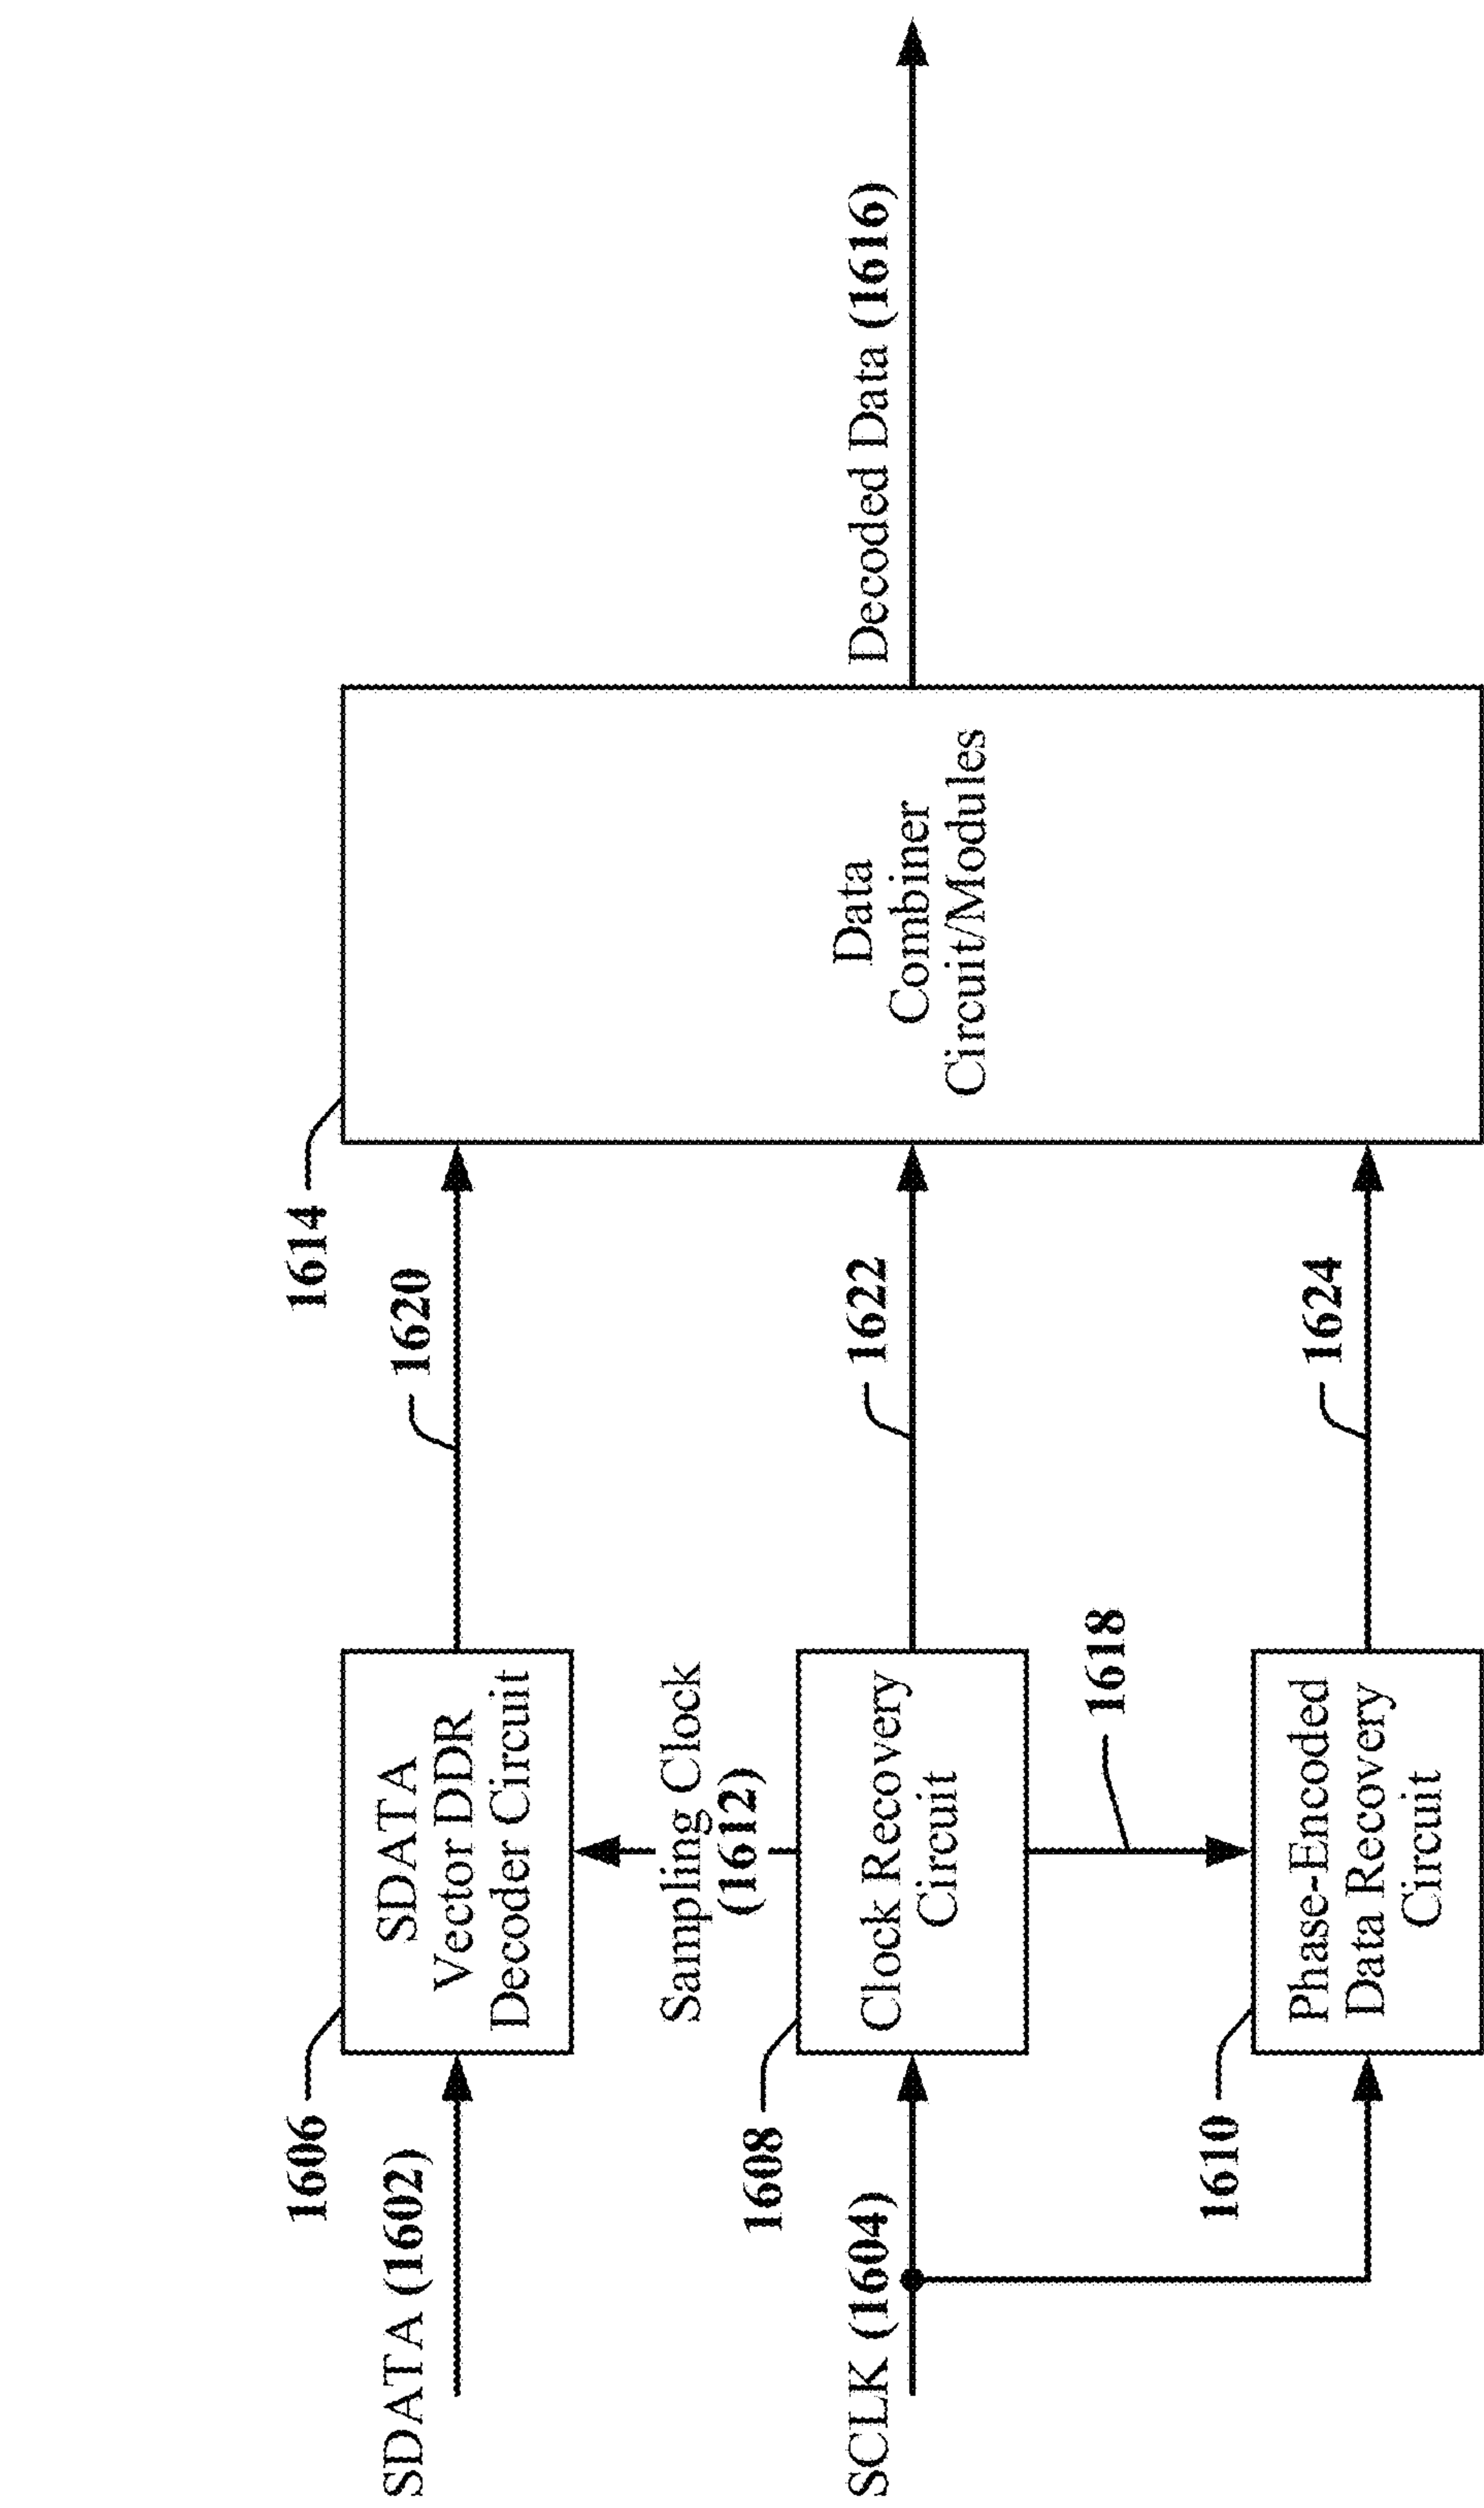 SDATA (1602)
1606
SDATA
Vector DDR
Decoder Circuit
1620
1614
Sampling Clock
(1612)
SCLK (1604)
1608
Clock Recovery
Circuit
1622
Data
Combiner
Circuit/Modules
Decoded Data (1616)
1618
1610
Phase-Encoded
Data Recovery
Circuit
1624